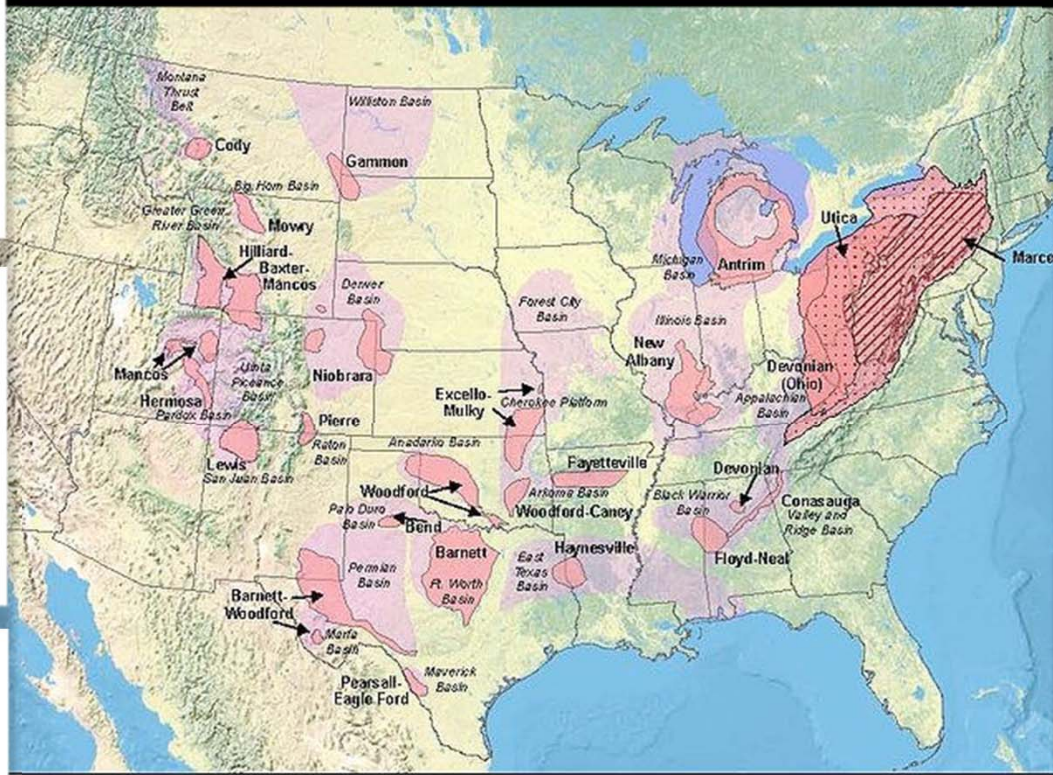 Montana
Thrust
Belt
Williston Basin
Cody
Gammon
Big Horn Basin
Greater Green
River Basin
Mowry
Hilliard-
Baxter-
Mancos
Utica
Marce
Antrim
Michigan
Basin
Denver
Basin
Forest City
Basin
Illinois Basin
New
Albany
Mancos
Uinta
Piceance
Basin
Niobrara
Devonian
(Ohio)
Appalachian
Basin
Hermosa
Pardox Basin
Excello-
Mulky
Cherokee Platform
Pierre
Raton
Basin
Anadarko Basin
Lewis
San Juan Basin
Fayetteville
Devonian
Woodford
Arkoma Basin
Black Warrior
Basin
Conasauga
Valley and
Ridge Basin
Palo Duro
Basin
Bend
Woodford-Caney
Barnett
Haynesville
Floyd-Neal
East
Texas
Basin
Permian
Basin
Ft. Worth
Basin
Barnett-
Woodford
Marfa
Basin
Maverick
Basin
Pearsall-
Eagle Ford